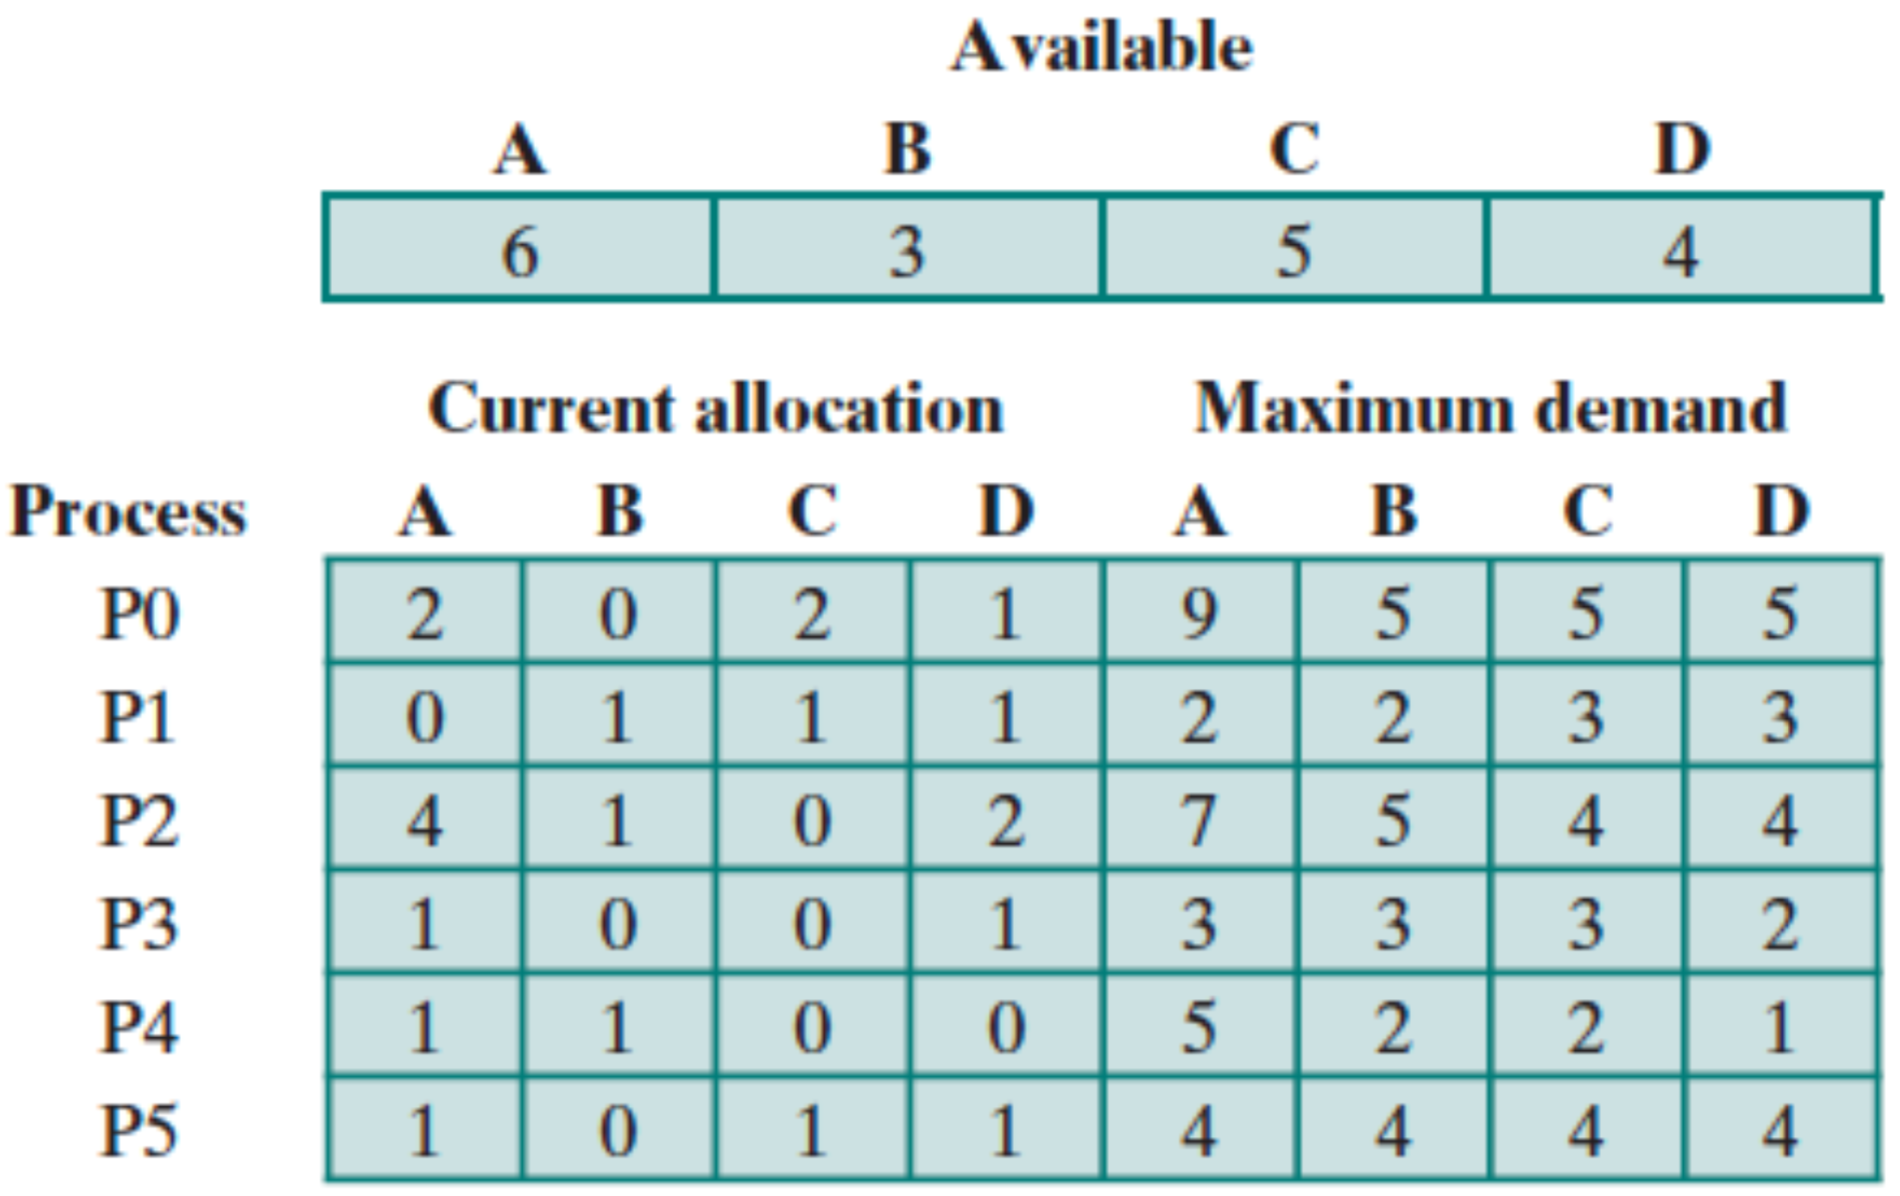 Available
A B C D
6 3 5 4
Current allocation Maximum demand
Process A B C D A B C D
P0 2 0 2 1 9 5 5 5
P1 0 1 1 1 2 2 3 3
P2 4 1 0 2 7 5 4 4
P3 1 0 0 1 3 3 3 2
P4 1 1 0 0 5 2 2 1
P5 1 0 1 1 4 4 4 4